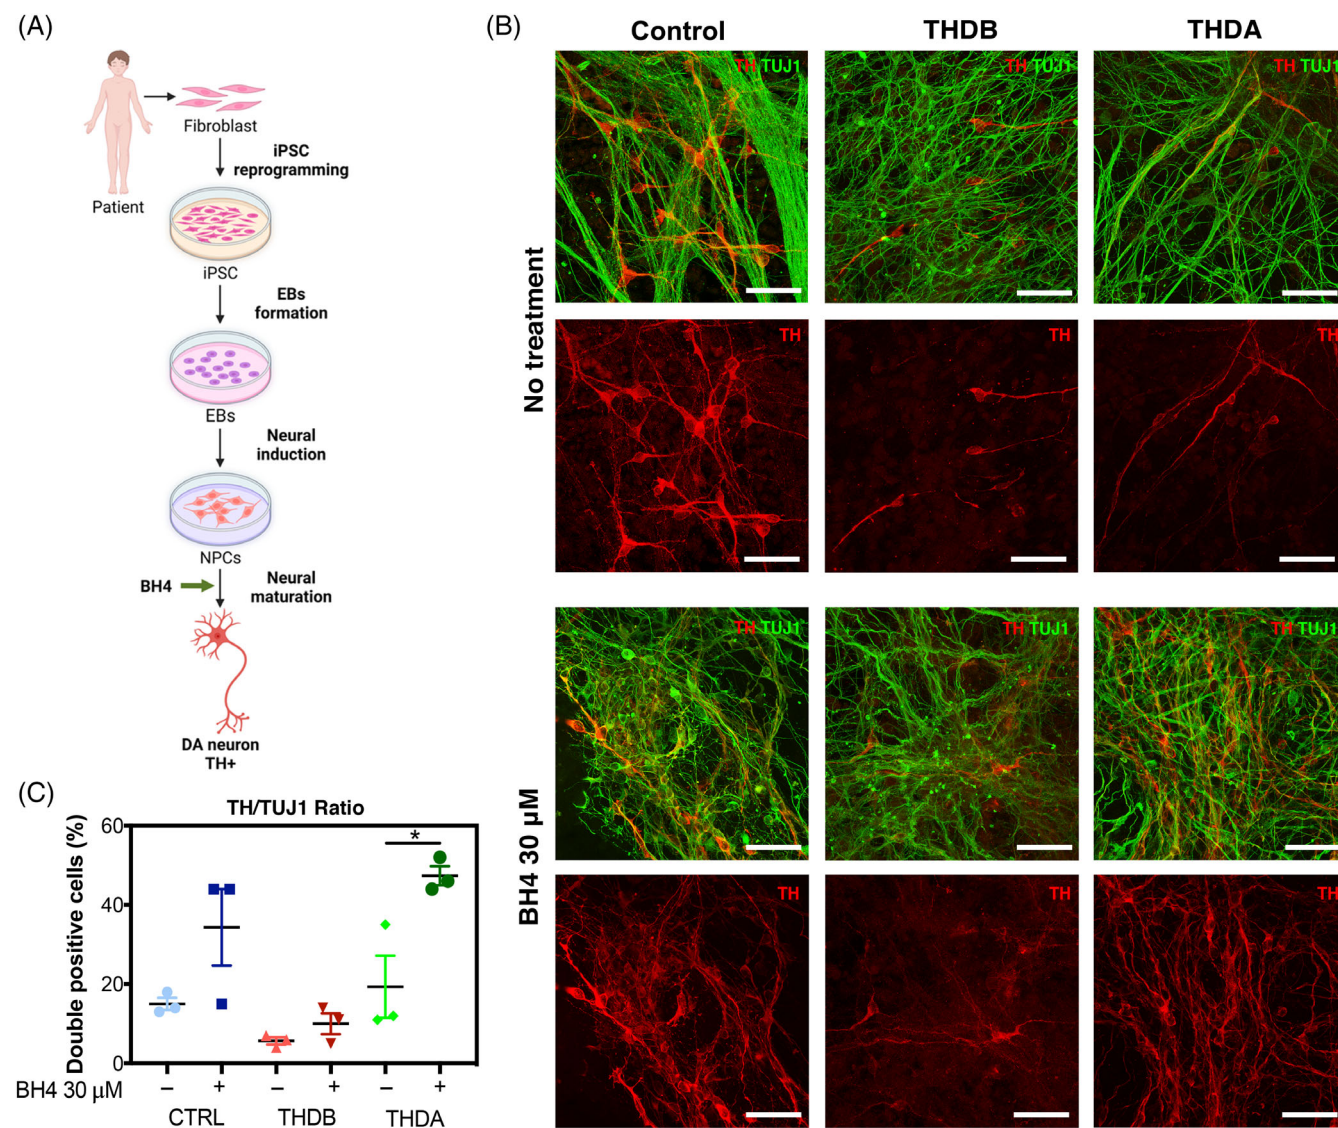 (A)
Patient
Fibroblast
iPSC
reprogramming
iPSC
EBs
formation
EBs
Neural
induction
NPCs
BH4
Neural
maturation
DA neuron
TH+
(B)
Control THDB THDA
No treatment
TH TUJ1
TH TUJ1
TH TUJ1
TH
TH
TH
BH4 30 µM
TH TUJ1
TH TUJ1
TH TUJ1
TH
TH
TH
(C)
TH/TUJ1 Ratio
Double positive cells (%)
60
40
20
0
*
BH4 30 µM − + − + − +
CTRL THDB THDA